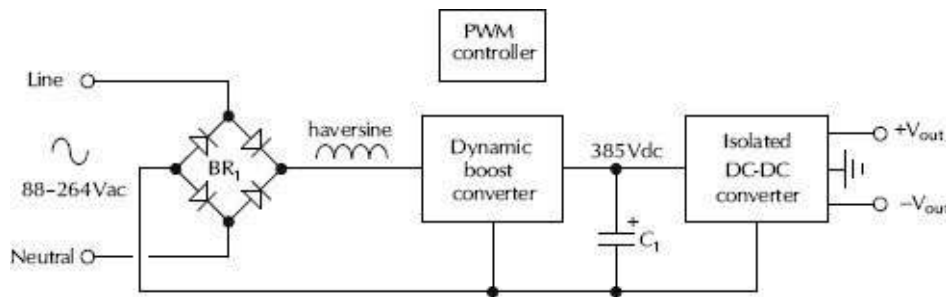 PWM
controller
Line
haversine
Dynamic
boost
converter
385Vdc
Isolated
DC-DC
converter
+Vout
88–264Vac
BR1
+
C1
−Vout
Neutral